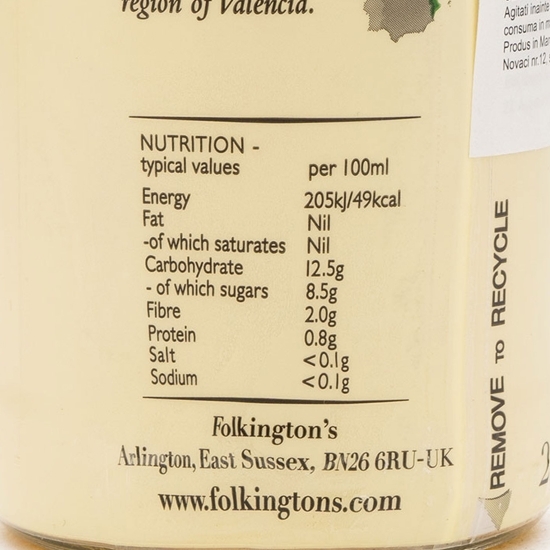 region of Valencia.
Agitati inainte
consuma in
Produs in Mar
Novaci nr.12,
NUTRITION -
typical values per 100ml
Energy 205kJ/49kcal
Fat Nil
-of which saturates Nil
Carbohydrate 12.5g
- of which sugars 8.5g
Fibre 2.0g
Protein 0.8g
Salt <0.1g
Sodium <0.1g
Folkington's
Arlington, East Sussex, BN26 6RU-UK
www.folkingtons.com
REMOVE TO RECYCLE